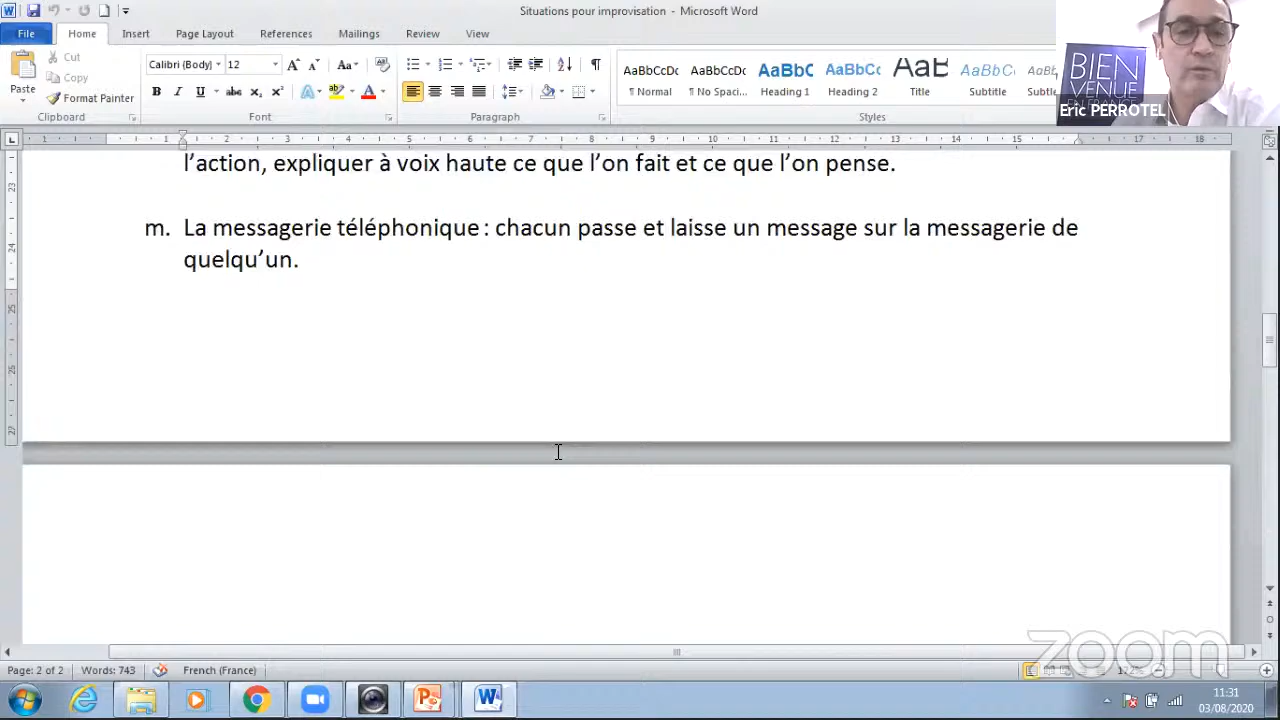 Situations pour improvisation - Microsoft Word
File Home Insert Page Layout References Mailings Review View
Paste
Cut
Copy
Format Painter
Clipboard
Calibri (Body) 12
Font
Paragraph
AaBbCcDc AaBbCcDc AaBbC AaBbCc AaB AaBbCc AaBb
¶ Normal ¶ No Spaci... Heading 1 Heading 2 Title Subtitle
Styles
BIEN
VENUE
EN FRANCE
Eric PERROTEL
l’action, expliquer à voix haute ce que l’on fait et ce que l’on pense.
m. La messagerie téléphonique : chacun passe et laisse un message sur la messagerie de
quelqu’un.
zoom
Page: 2 of 2 Words: 743 French (France)
11:31
03/08/2020